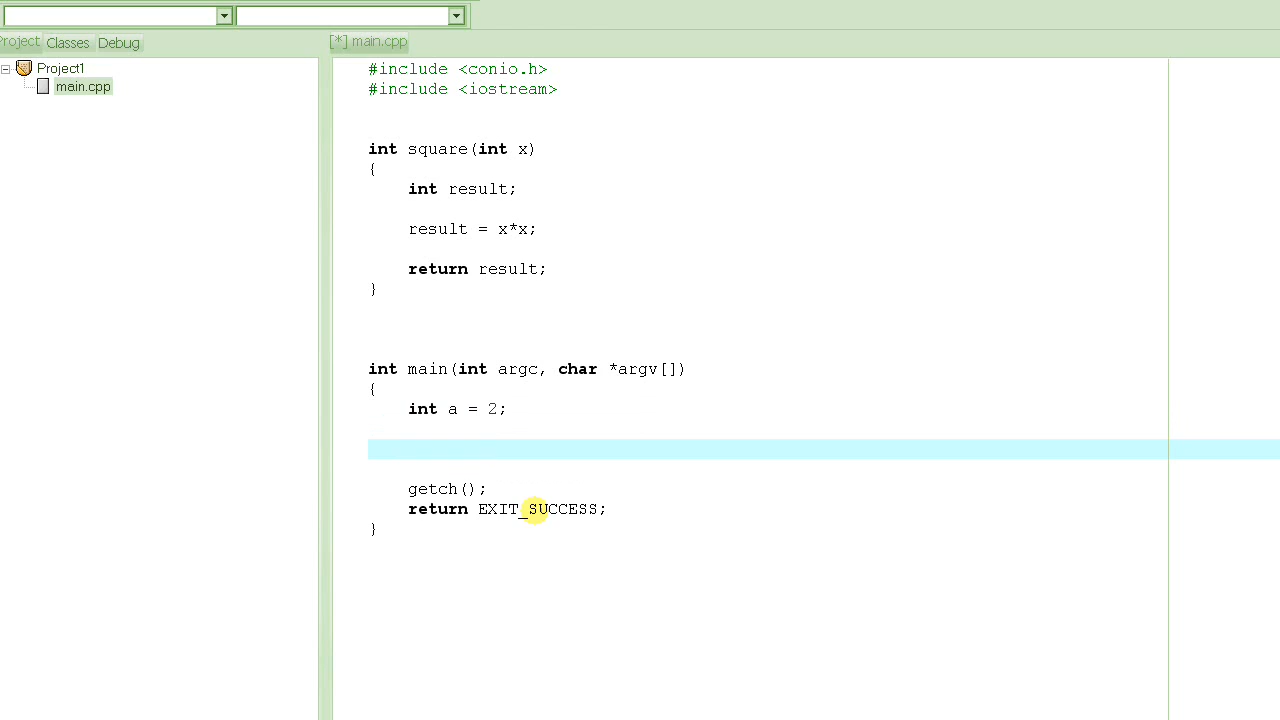 Project Classes Debug
[*] main.cpp
Project1
main.cpp
#include <conio.h>
#include <iostream>
int square(int x)
{
int result;
result = x*x;
return result;
}
int main(int argc, char *argv[])
{
int a = 2;
getch();
return EXIT_SUCCESS;
}